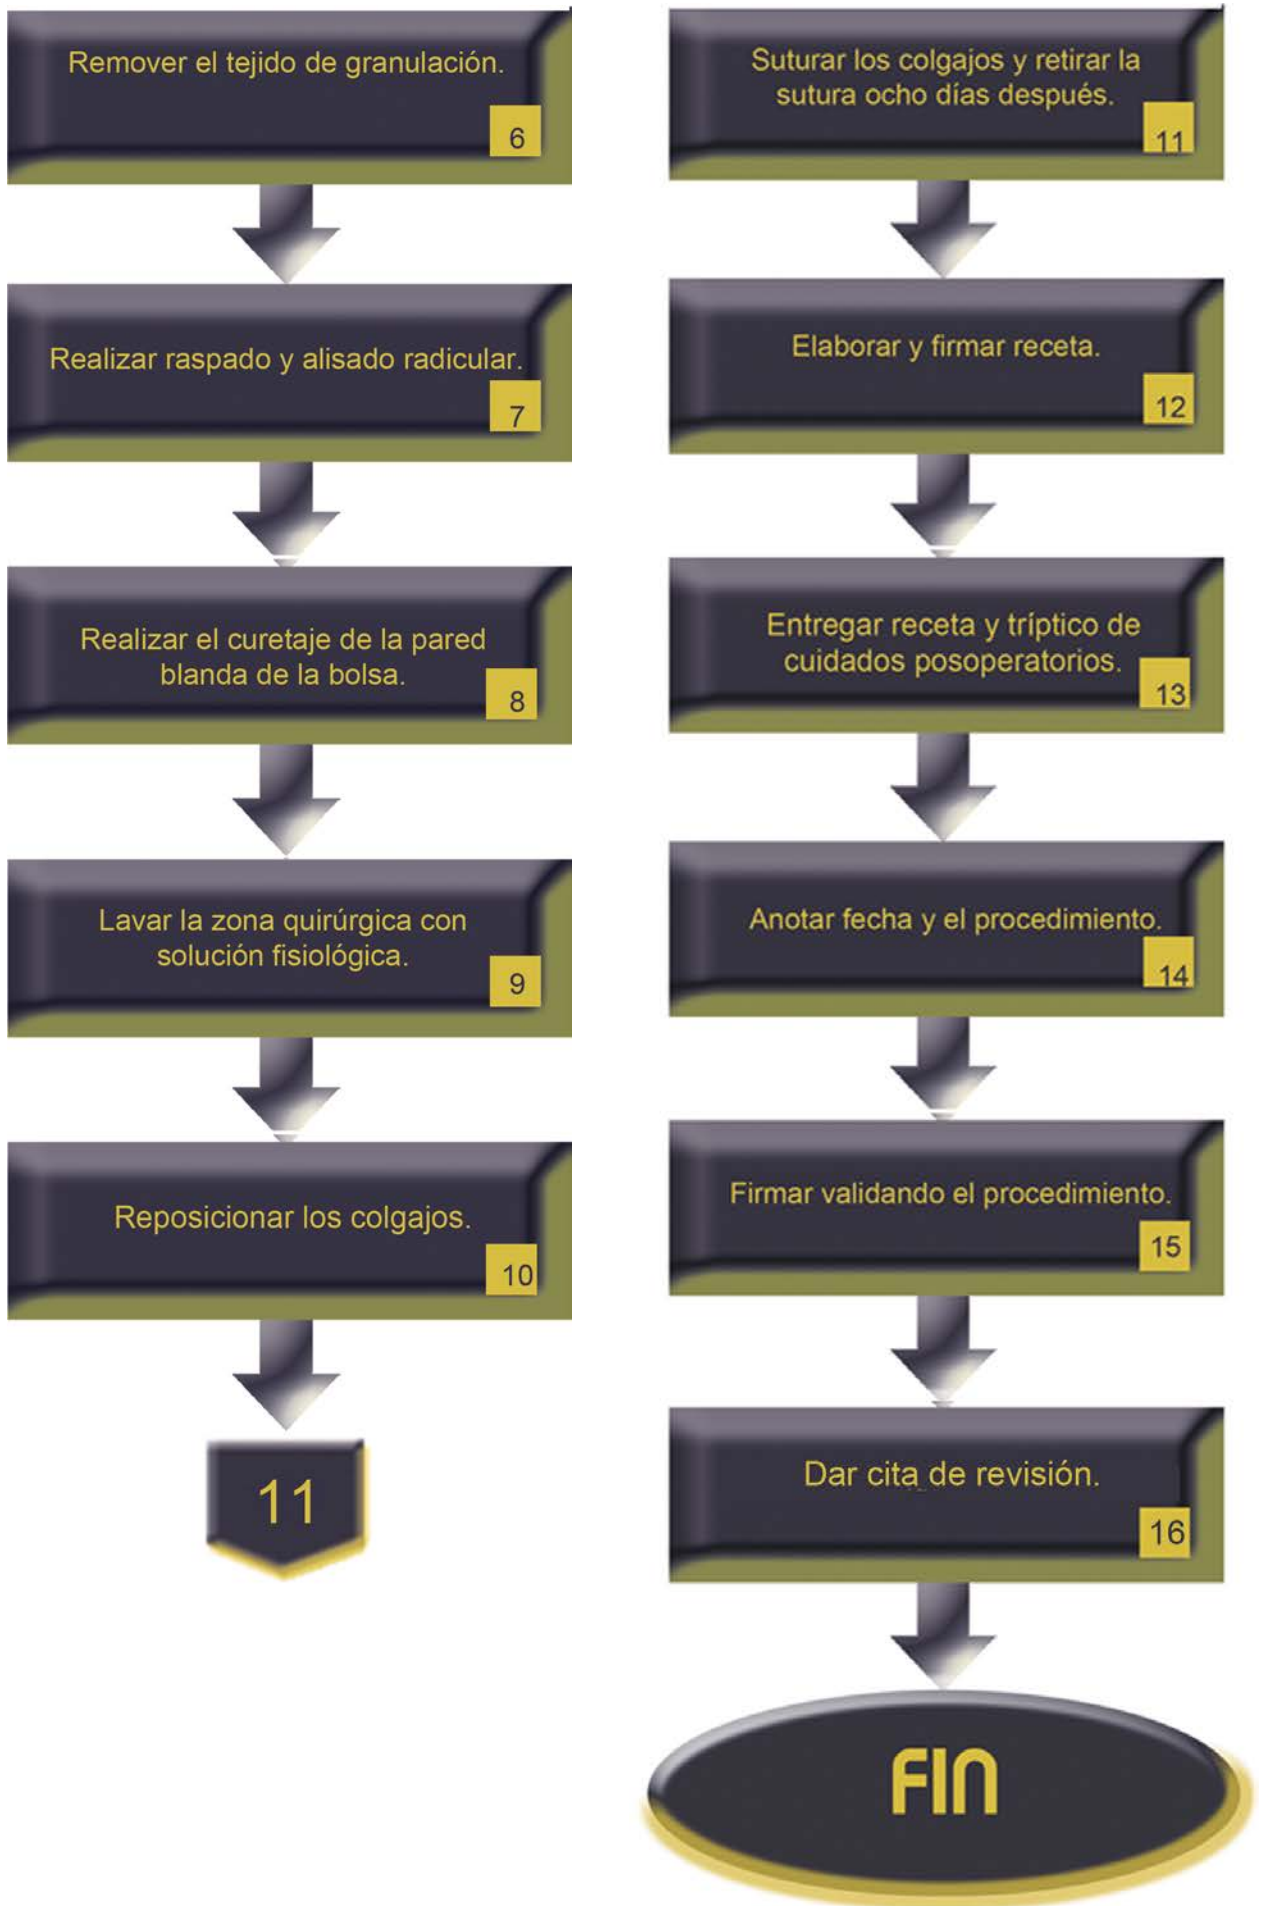 Remover el tejido de granulación.
6
Realizar raspado y alisado radicular.
7
Realizar el curetaje de la pared
blanda de la bolsa.
8
Lavar la zona quirúrgica con
solución fisiológica.
9
Reposicionar los colgajos.
10
11
Suturar los colgajos y retirar la
sutura ocho días después.
11
Elaborar y firmar receta.
12
Entregar receta y tríptico de
cuidados posoperatorios.
13
Anotar fecha y el procedimiento.
14
Firmar validando el procedimiento.
15
Dar cita de revisión.
16
FIN